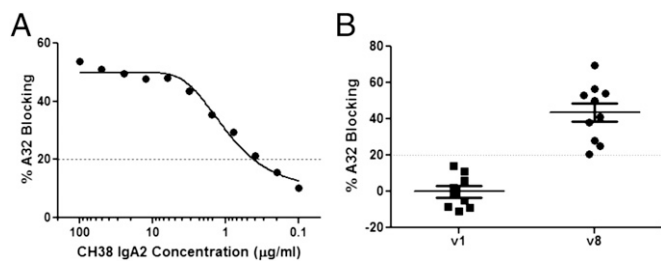 A
% A32 Blocking
60
40
20
0
100
10
1
0.1
CH38 IgA2 Concentration (μg/ml)
B
% A32 Blocking
80
60
40
20
0
-20
v1
v8